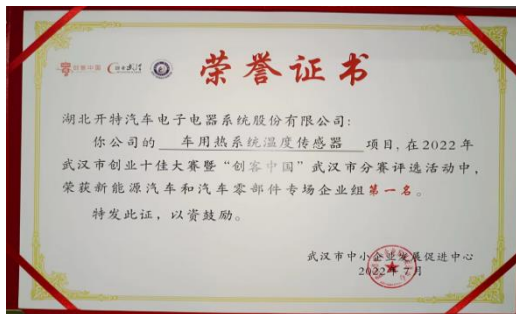 创客中国
荣誉证书
湖北开特汽车电子电器系统股份有限公司:
你公司的 车用热系统温度传感器 项目,在2022年
武汉市创业十佳大赛暨“创客中国”武汉市分赛评选活动中,
荣获新能源汽车和汽车零部件专场企业组第一名。
特发此证,以资鼓励。
武汉市中小企业发展促进中心
2022年7月